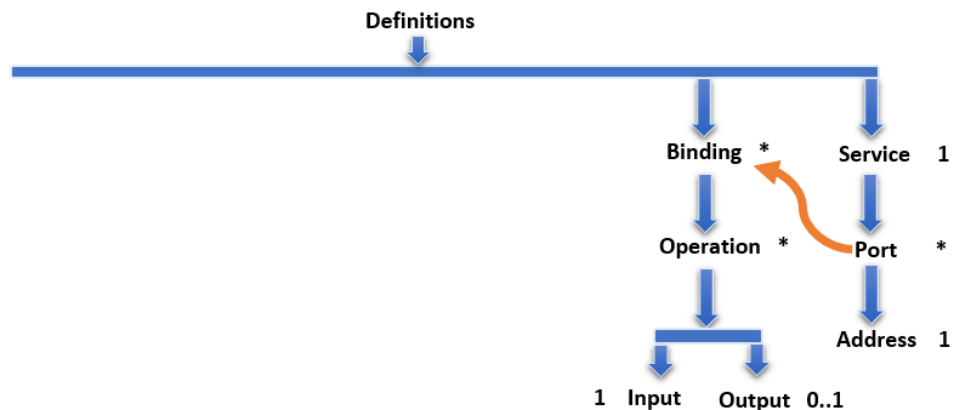 Definitions
Binding * Service 1
Operation * Port *
Address 1
1 Input Output 0..1